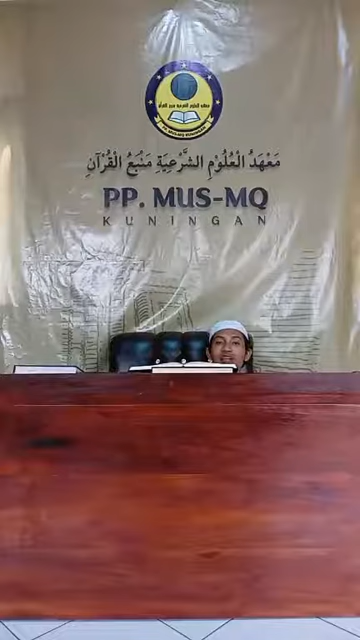 مَعْهَدُ الْعُلُوْمِ الشَّرْعِيَّةِ مَنْبَعُ الْقُرْآنِ
PP. MUS-MQ
KUNINGAN